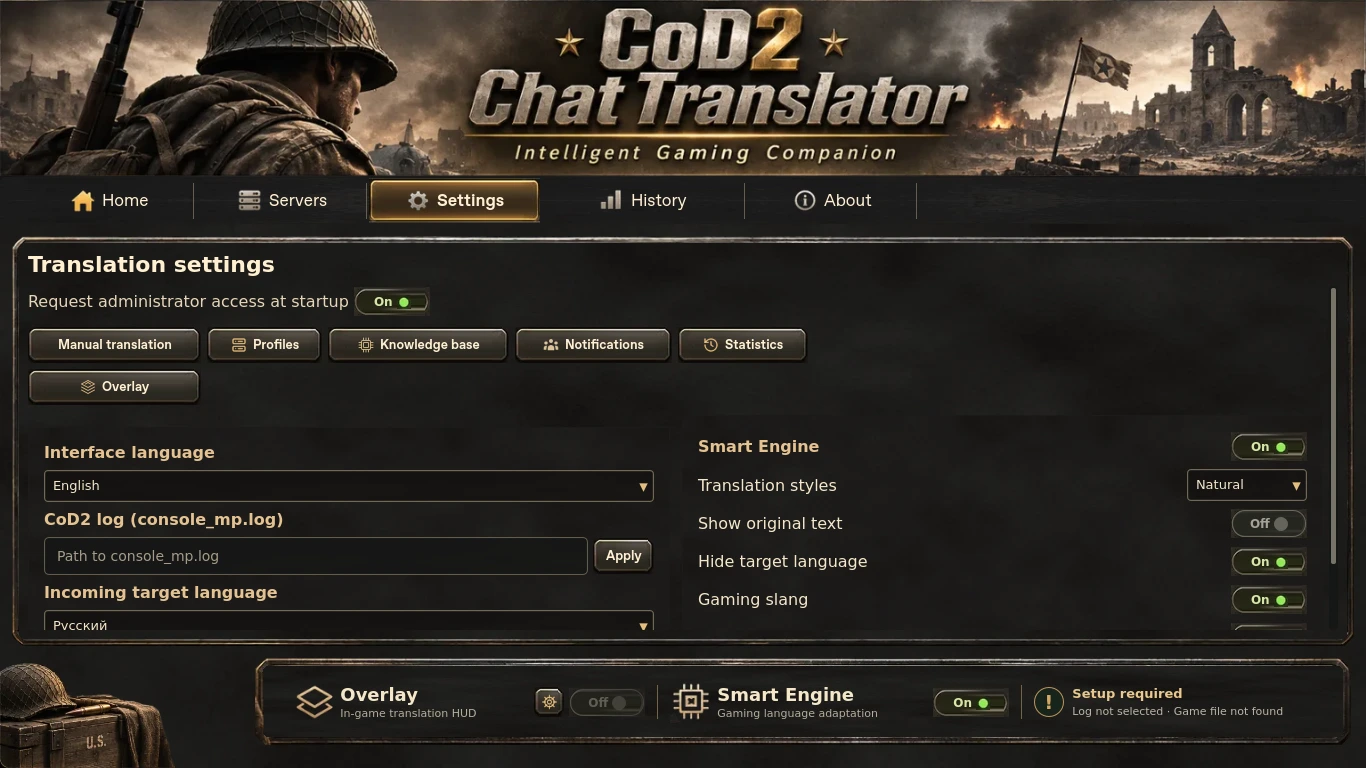 CoD2
Chat Translator
Intelligent Gaming Companion
Home
Servers
Settings
History
About
Translation settings
Request administrator access at startup On
Manual translation
Profiles
Knowledge base
Notifications
Statistics
Overlay
Interface language
English
CoD2 log (console_mp.log)
Path to console_mp.log
Apply
Incoming target language
Русский
Smart Engine On
Translation styles Natural
Show original text Off
Hide target language On
Gaming slang On
U.S.
Overlay
In-game translation HUD
Off
Smart Engine
Gaming language adaptation
On
Setup required
Log not selected · Game file not found